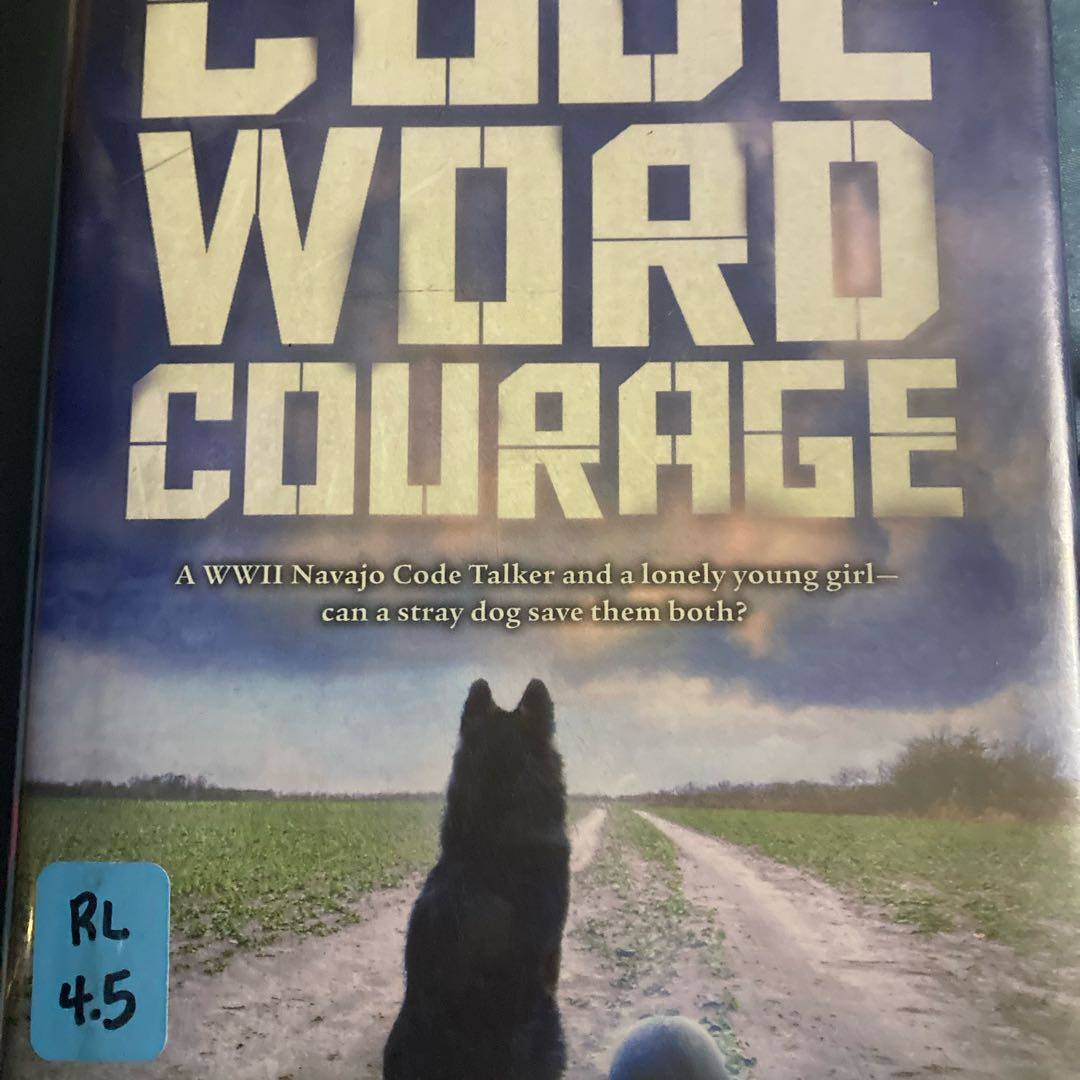 CODE
WORD
COURAGE
A WWII Navajo Code Talker and a lonely young girl—
can a stray dog save them both?
RL
4.5